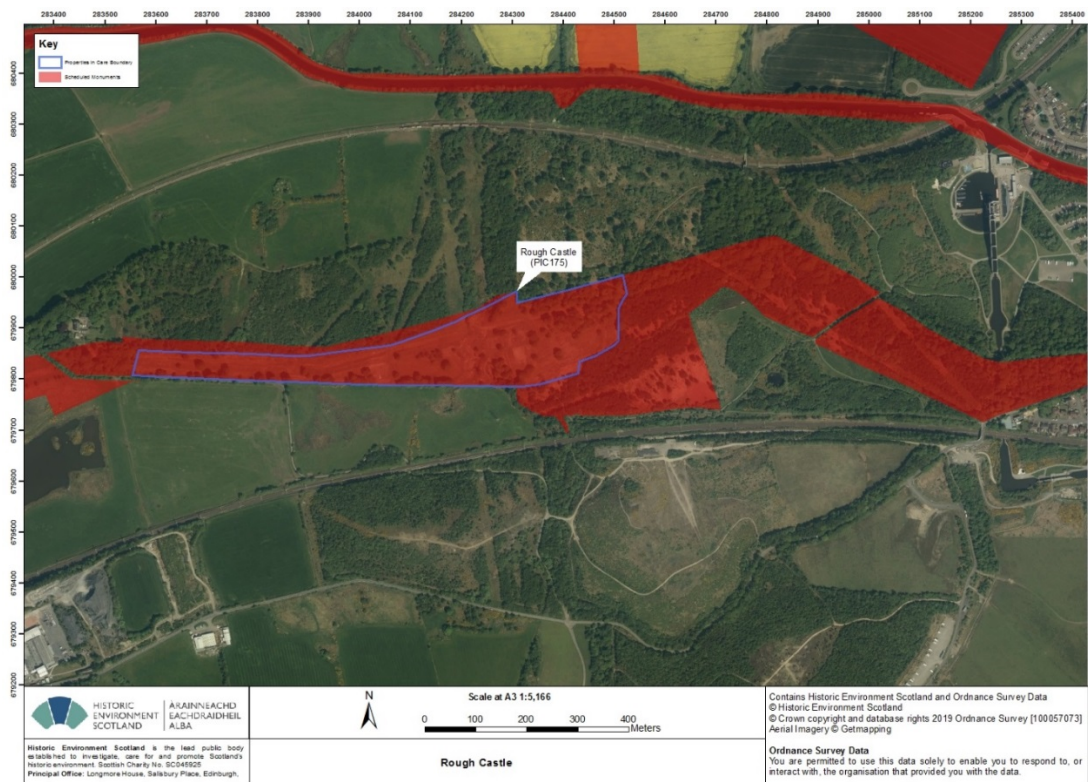 283400 283500 283600 283700 283800 283900 284000 284100 284200 284300 284400 284500 284600 284700 284800 284900 285000 285100 285200 285300 285400
Key
Properties in Care Boundary
Scheduled Monuments
680400
680300
680200
680100
680000
679900
679800
679700
679600
679500
679400
679300
679200
Rough Castle
(PIC175)
HISTORIC
ENVIRONMENT
SCOTLAND
ÀRAINNEACHD
EACHDRAIDHEIL
ALBA
Historic Environment Scotland is the lead public body
established to investigate, care for and promote Scotland's
historic environment. Scottish Charity No. SC045925
Principal Office: Longmore House, Salisbury Place, Edinburgh,
N
Scale at A3 1:5,166
0 100 200 300 400
Meters
Rough Castle
Contains Historic Environment Scotland and Ordnance Survey Data
© Historic Environment Scotland
© Crown copyright and database rights 2019 Ordnance Survey [100057073]
Aerial Imagery © Getmapping
Ordnance Survey Data
You are permitted to use this data solely to enable you to respond to, or
interact with, the organisation that provided you with the data.